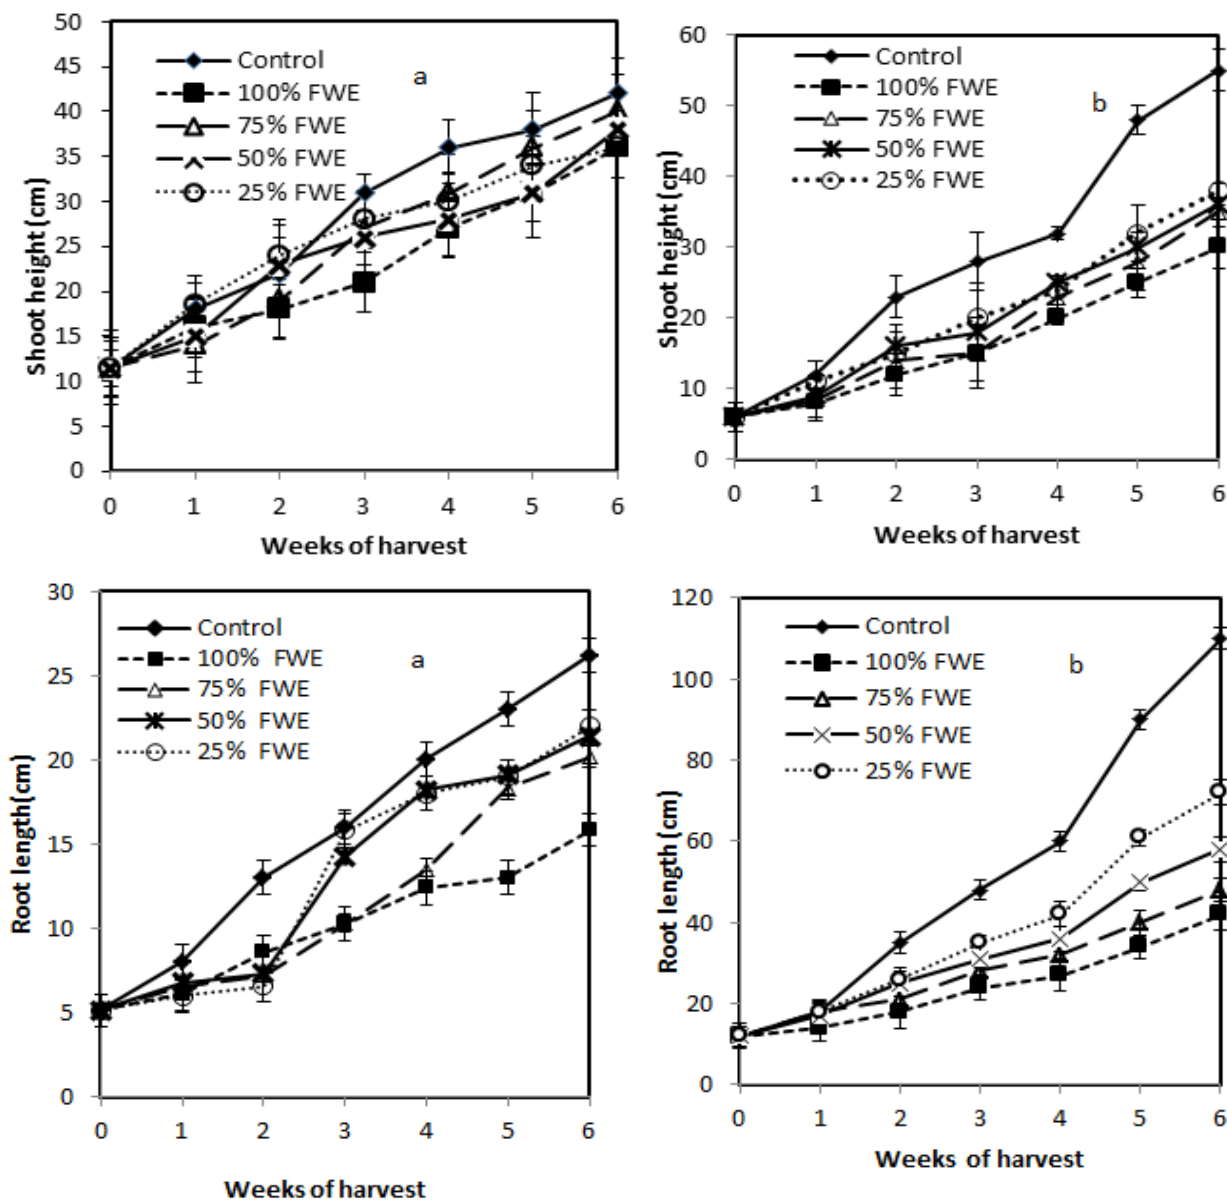 50
45
40
35
30
25
20
15
10
5
0
Shoot height (cm)
Control
100% FWE
75% FWE
50% FWE
25% FWE
a
0 1 2 3 4 5 6
Weeks of harvest
60
50
40
30
20
10
0
Shoot height (cm)
Control
100% FWE
75% FWE
50% FWE
25% FWE
b
0 1 2 3 4 5 6
Weeks of harvest
30
25
20
15
10
5
0
Root length(cm)
Control
100% FWE
75% FWE
50% FWE
25% FWE
a
0 1 2 3 4 5 6
Weeks of harvest
120
100
80
60
40
20
0
Root length (cm)
Control
100% FWE
75% FWE
50% FWE
25% FWE
b
0 1 2 3 4 5 6
Weeks of harvest